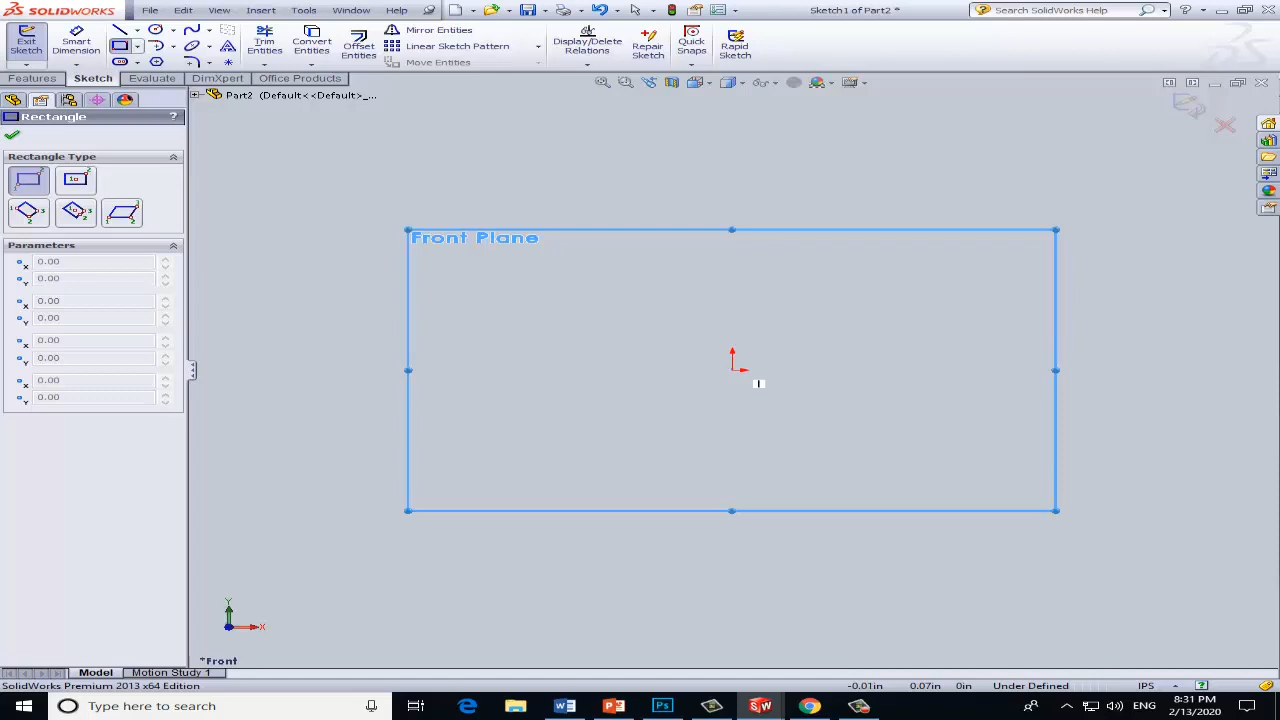 SOLIDWORKS File Edit View Insert Tools Window Help Sketch1 of Part2 * Search SolidWorks Help
Exit Sketch
Smart Dimension
Trim Entities
Convert Entities
Offset Entities
Mirror Entities
Linear Sketch Pattern
Move Entities
Display/Delete Relations
Repair Sketch
Quick Snaps
Rapid Sketch
Features Sketch Evaluate DimXpert Office Products
Part2 (Default<<Default>_...
Rectangle ?
Rectangle Type
Parameters
0.00
0.00
0.00
0.00
0.00
0.00
0.00
0.00
Front Plane
Y
X
*Front
Model Motion Study 1
SolidWorks Premium 2013 x64 Edition -0.01in 0.07in 0in Under Defined IPS
Type here to search
ENG 8:31 PM
2/13/2020